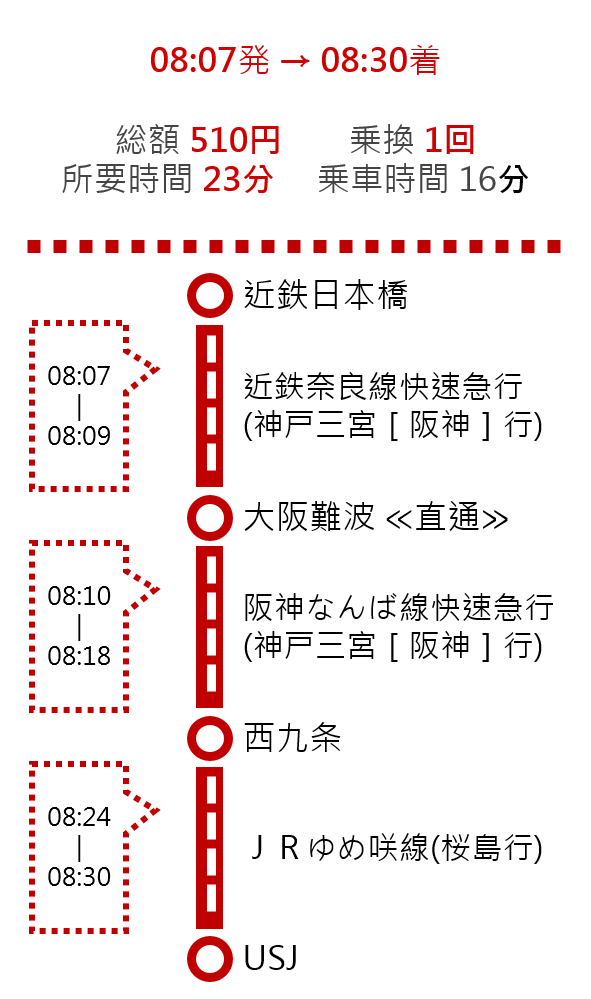 08:07発 → 08:30着
総額 510円 乗換 1回
所要時間 23分 乗車時間 16分
近鉄日本橋
08:07
|
08:09
近鉄奈良線快速急行
(神戸三宮［阪神］行)
大阪難波 ≪直通≫
08:10
|
08:18
阪神なんば線快速急行
(神戸三宮［阪神］行)
西九条
08:24
|
08:30
ＪＲゆめ咲線(桜島行)
USJ